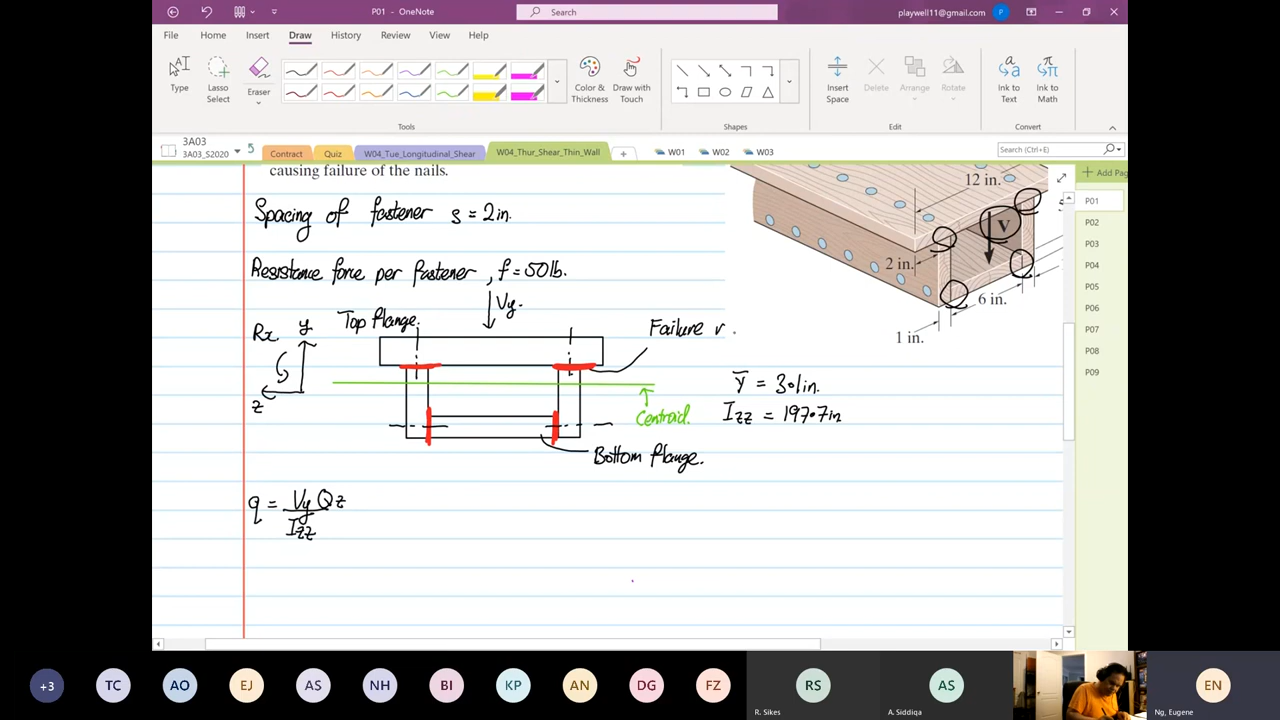 P01 - OneNote
Search
playwell11@gmail.com
P
File
Home
Insert
Draw
History
Review
View
Help
Type
Lasso Select
Eraser
Color & Thickness
Draw with Touch
Insert Space
Delete
Arrange
Rotate
Ink to Text
Ink to Math
Tools
Shapes
Edit
Convert
3A03
3A03_S2020
5
Contract
Quiz
W04_Tue_Longitudinal_Shear
W04_Thur_Shear_Thin_Wall
W01
W02
W03
Search (Ctrl+E)
Add Pag
P01
P02
P03
P04
P05
P06
P07
P08
P09
causing failure of the nails.
Spacing of fastener s = 2in.
Resistance force per fastener, f = 50lb.
Vy.
Top flange.
Rx
y
z
Failure
Centroid.
Bottom flange.
Y̅ = 3.01in.
Izz = 197.7in
q = VyQz / Izz
12 in.
V
2 in.
6 in.
1 in.
+3
TC
AO
EJ
AS
NH
BI
KP
AN
DG
FZ
RS
AS
EN
R. Sikes
A. Siddiqa
Ng, Eugene